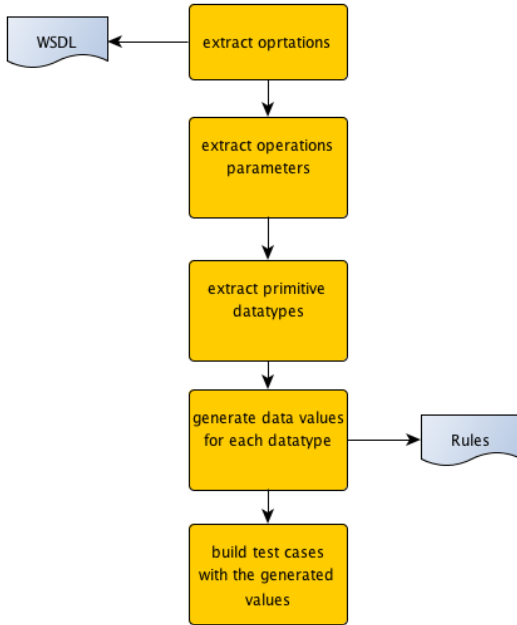 WSDL
extract oprtations
extract operations
parameters
extract primitive
datatypes
generate data values
for each datatype
Rules
build test cases
with the generated
values